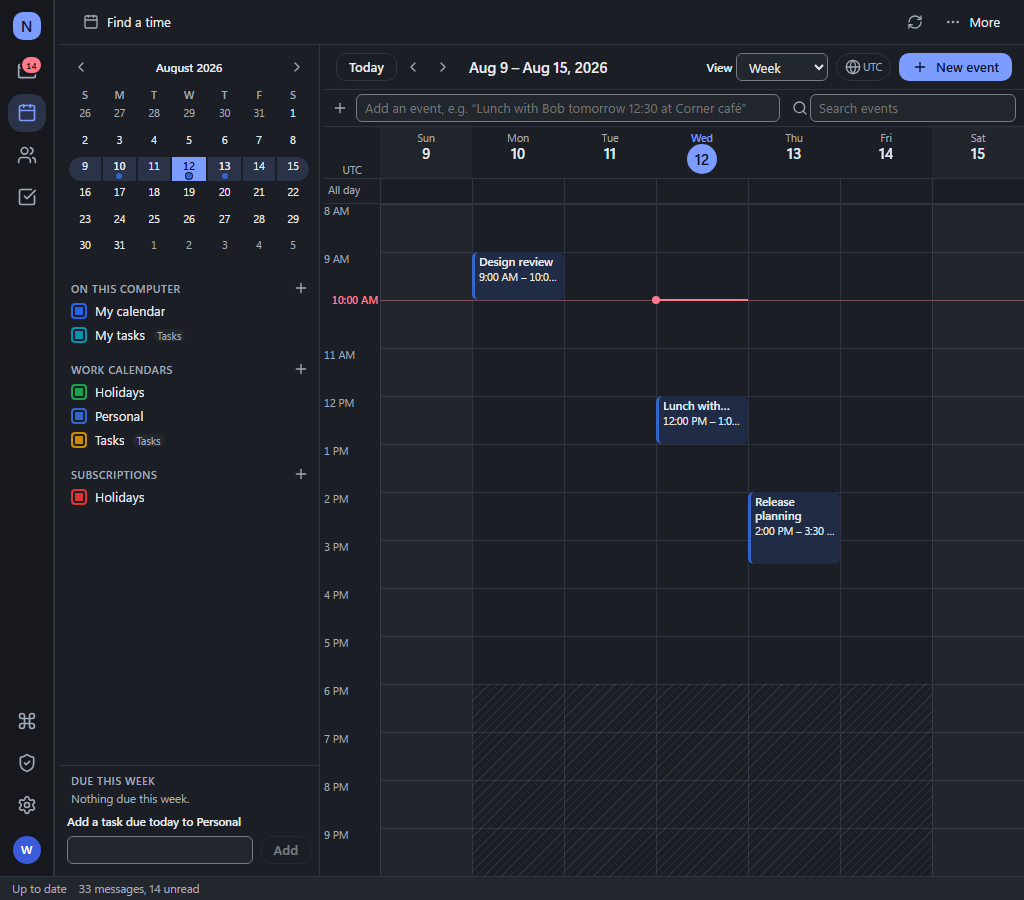 N
Find a time
More
14
August 2026
Today
Aug 9 – Aug 15, 2026
View
Week
UTC
New event
S M T W T F S
26 27 28 29 30 31 1
2 3 4 5 6 7 8
9 10 11 12 13 14 15
16 17 18 19 20 21 22
23 24 25 26 27 28 29
30 31 1 2 3 4 5
Add an event, e.g. “Lunch with Bob tomorrow 12:30 at Corner café”
Search events
UTC
Sun 9
Mon 10
Tue 11
Wed 12
Thu 13
Fri 14
Sat 15
All day
8 AM
9 AM
10:00 AM
11 AM
12 PM
1 PM
2 PM
3 PM
4 PM
5 PM
6 PM
7 PM
8 PM
9 PM
Design review
9:00 AM – 10:0...
Lunch with...
12:00 PM – 1:0...
Release
planning
2:00 PM – 3:30 ...
ON THIS COMPUTER
My calendar
My tasks Tasks
WORK CALENDARS
Holidays
Personal
Tasks Tasks
SUBSCRIPTIONS
Holidays
DUE THIS WEEK
Nothing due this week.
Add a task due today to Personal
Add
W
Up to date 33 messages, 14 unread